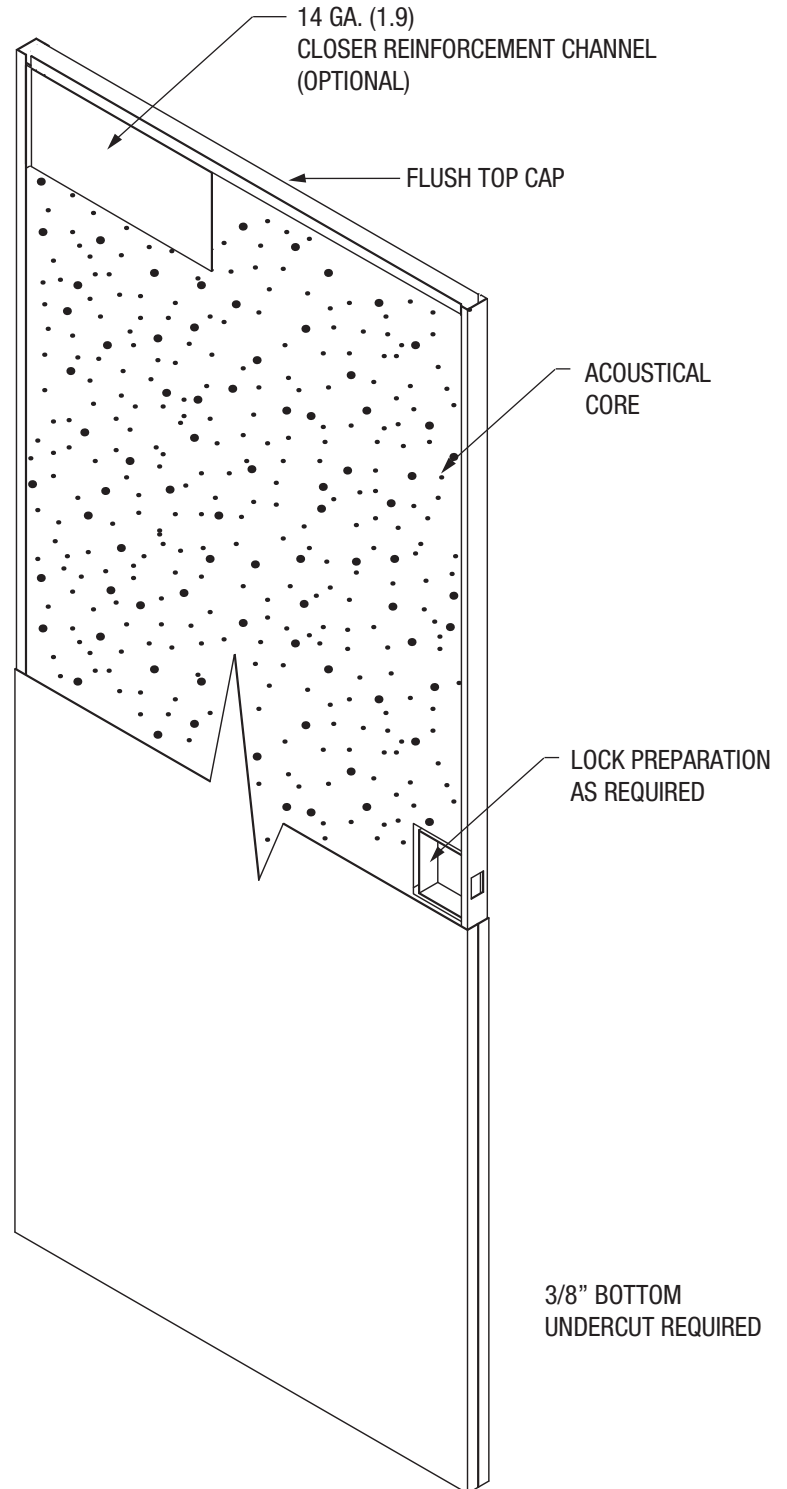 14 GA. (1.9)
CLOSER REINFORCEMENT CHANNEL
(OPTIONAL)
FLUSH TOP CAP
ACOUSTICAL
CORE
LOCK PREPARATION
AS REQUIRED
3/8” BOTTOM
UNDERCUT REQUIRED